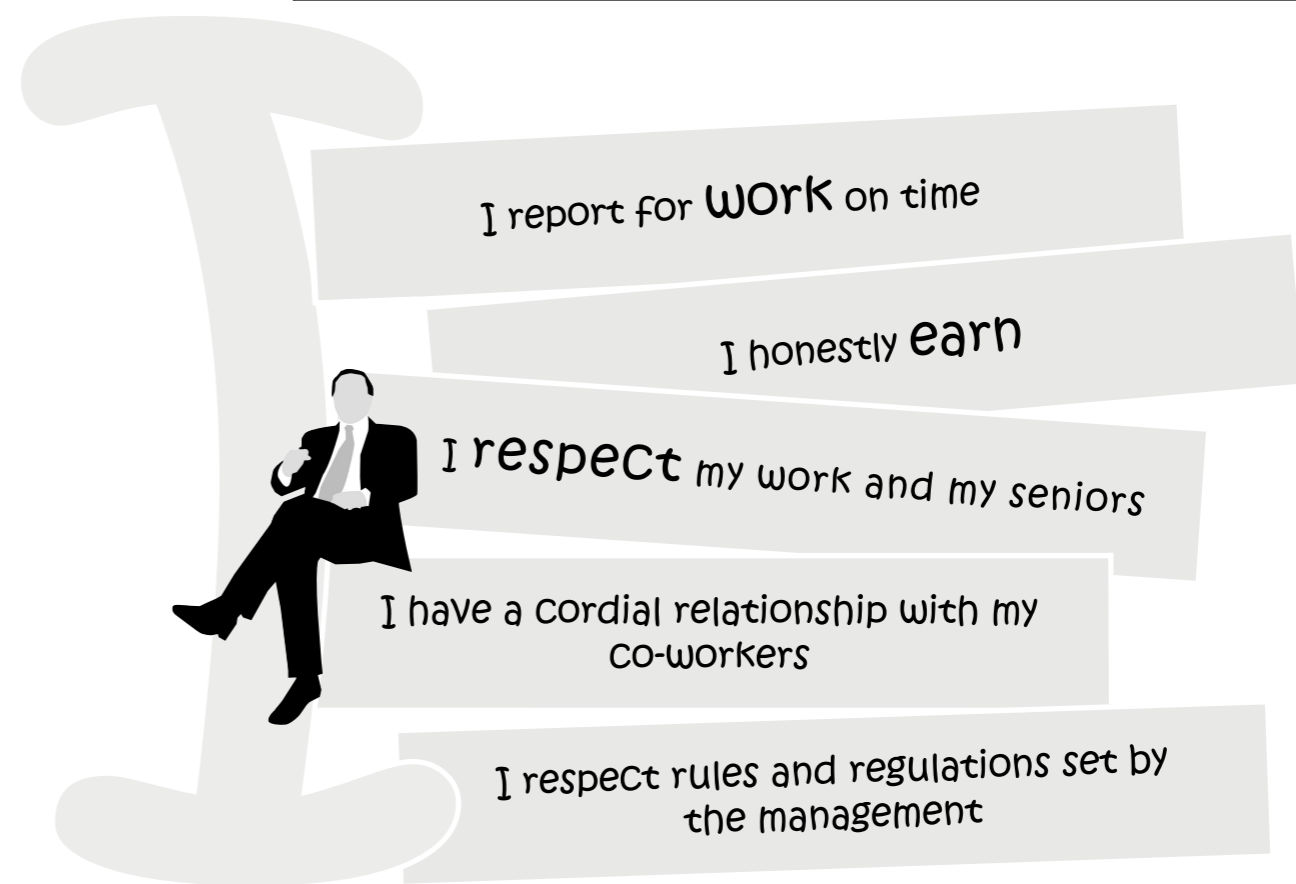 I
I report for work on time
I honestly earn
I respect my work and my seniors
I have a cordial relationship with my
co-workers
I respect rules and regulations set by
the management